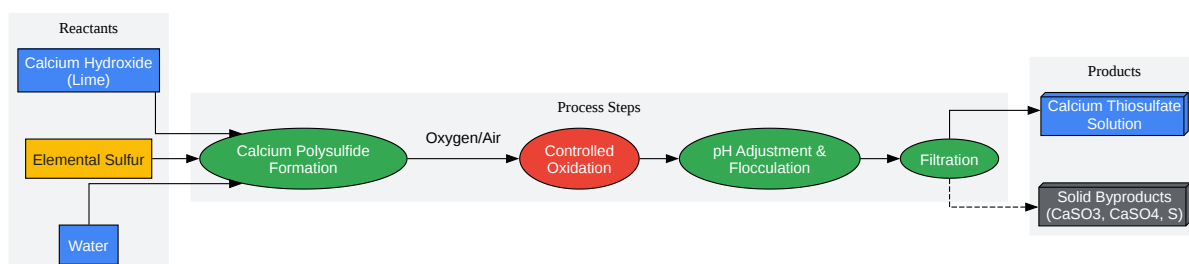 Reactants
Calcium Hydroxide
(Lime)
Elemental Sulfur
Water
Process Steps
Calcium Polysulfide
Formation
Oxygen/Air
Controlled
Oxidation
pH Adjustment &
Flocculation
Filtration
Products
Calcium Thiosulfate
Solution
Solid Byproducts
(CaSO3, CaSO4, S)